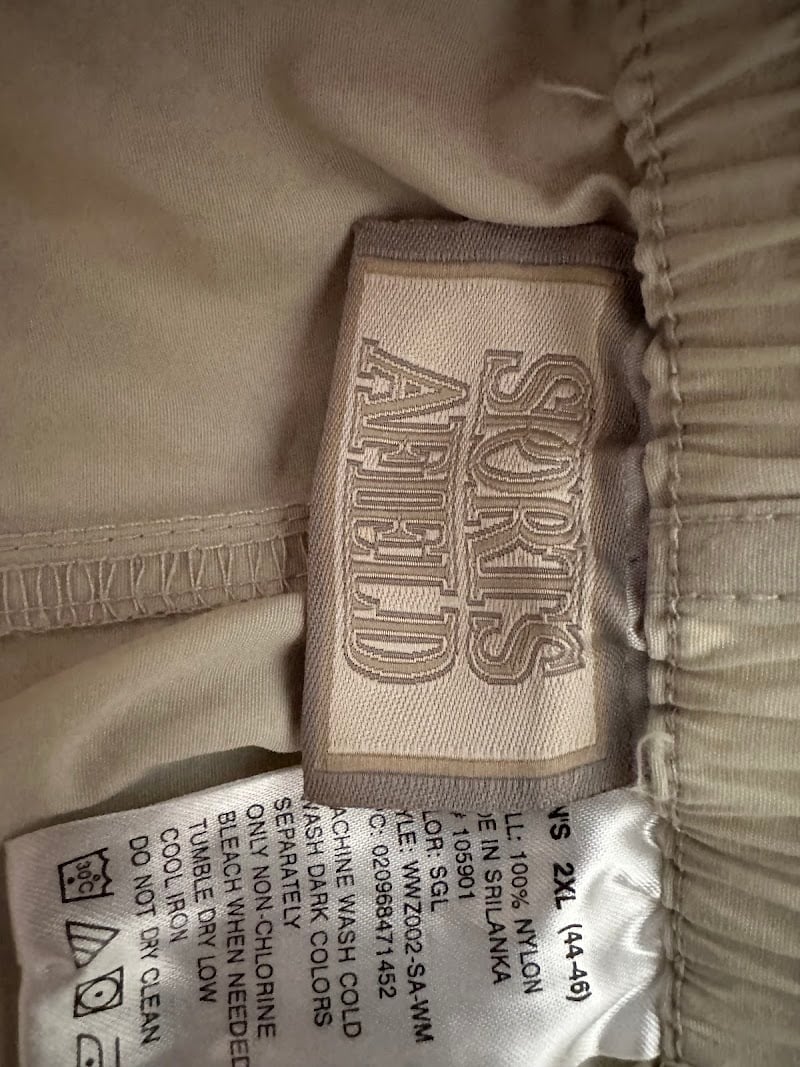 SPORTS
AFIELD
N'S 2XL (44-46)
LL: 100% NYLON
DE IN SRILANKA
# 105901
LOR: SGL
YLE: WWZ002-SA-WM
C: 020968471452
ACHINE WASH COLD
WASH DARK COLORS
SEPARATELY
ONLY NON-CHLORINE
BLEACH WHEN NEEDED
TUMBLE DRY LOW
COOL IRON
DO NOT DRY CLEAN
30°C